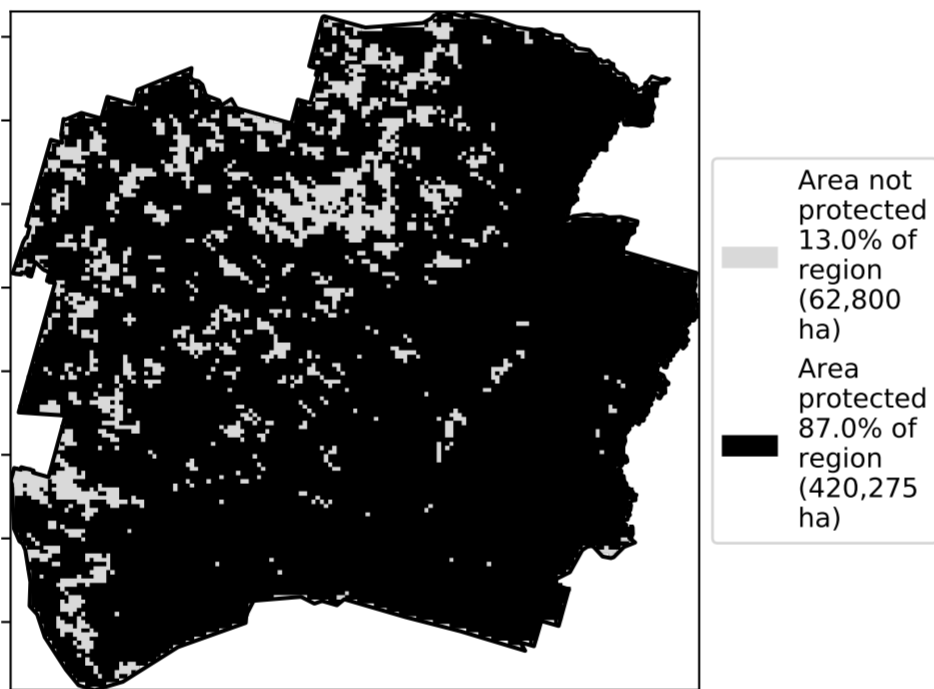 Area not
protected
13.0% of
region
(62,800
ha)
Area
protected
87.0% of
region
(420,275
ha)